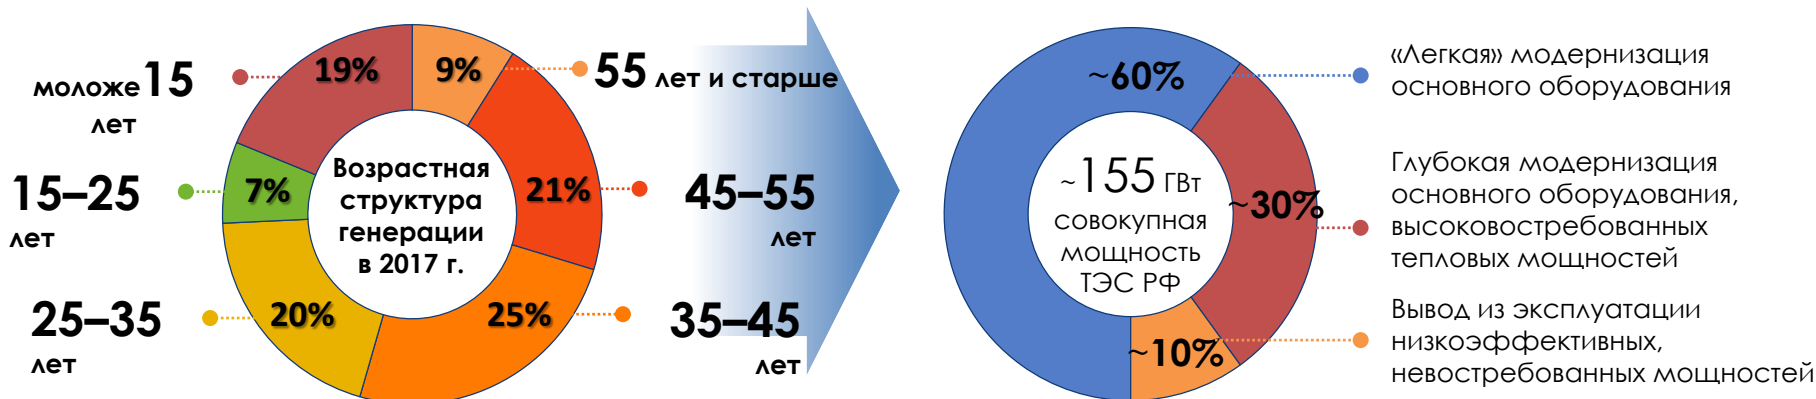 моложе 15
лет
19%
9%
55 лет и старше
15–25
лет
7%
Возрастная
структура
генерации
в 2017 г.
21%
45–55
лет
25–35
лет
20%
25%
35–45
лет
~60%
«Легкая» модернизация
основного оборудования
~155 ГВт
совокупная
мощность
ТЭС РФ
~30%
Глубокая модернизация
основного оборудования,
высоковостребованных
тепловых мощностей
~10%
Вывод из эксплуатации
низкоэффективных,
невостребованных мощностей